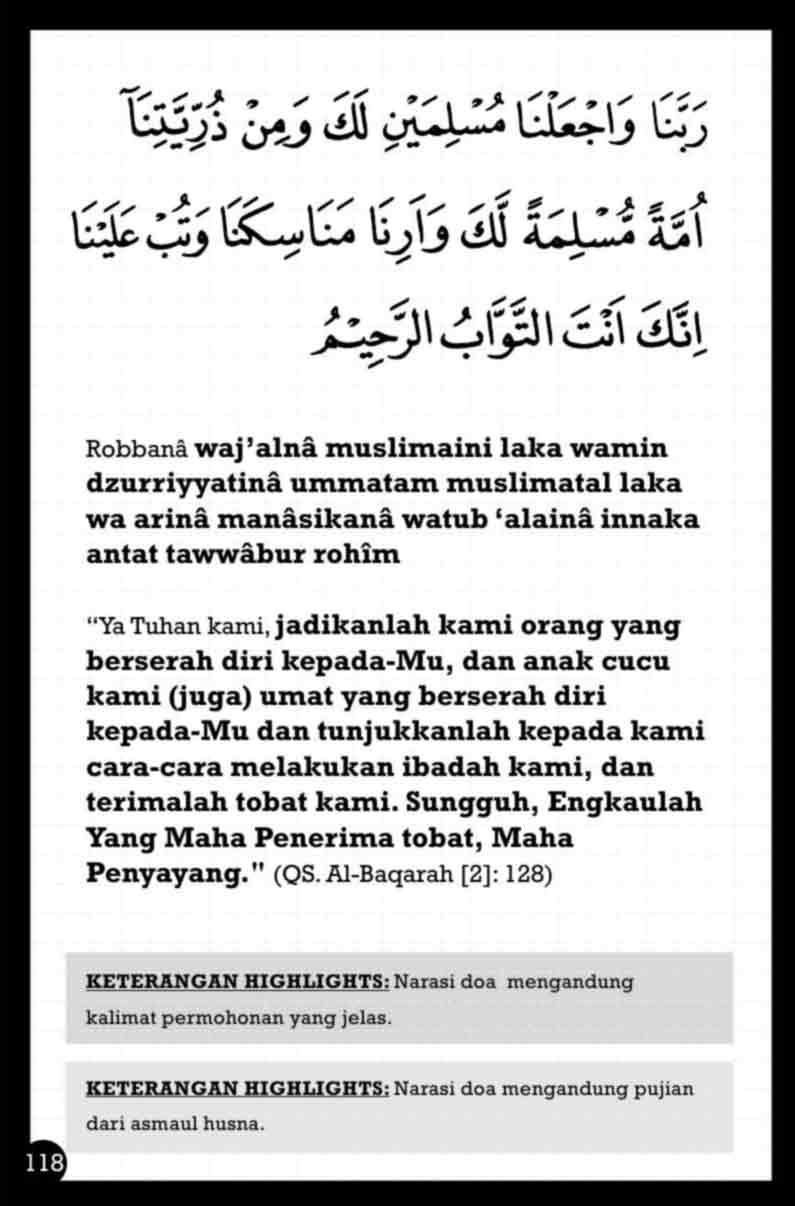 رَبَّنَا وَاجْعَلْنَا مُسْلِمَيْنِ لَكَ وَمِنْ ذُرِّيَّتِنَآ
اُمَّةً مُّسْلِمَةً لَّكَ وَاَرِنَا مَنَاسِكَنَا وَتُبْ عَلَيْنَا
اِنَّكَ اَنْتَ التَّوَّابُ الرَّحِيْمُ
Robbanâ waj’alnâ muslimaini laka wamin
dzurriyyatinâ ummatam muslimatal laka
wa arinâ manâsikanâ watub ‘alainâ innaka
antat tawwâbur rohîm
“Ya Tuhan kami, jadikanlah kami orang yang
berserah diri kepada-Mu, dan anak cucu
kami (juga) umat yang berserah diri
kepada-Mu dan tunjukkanlah kepada kami
cara-cara melakukan ibadah kami, dan
terimalah tobat kami. Sungguh, Engkaulah
Yang Maha Penerima tobat, Maha
Penyayang." (QS. Al-Baqarah [2]: 128)
KETERANGAN HIGHLIGHTS: Narasi doa mengandung
kalimat permohonan yang jelas.
KETERANGAN HIGHLIGHTS: Narasi doa mengandung pujian
dari asmaul husna.
118